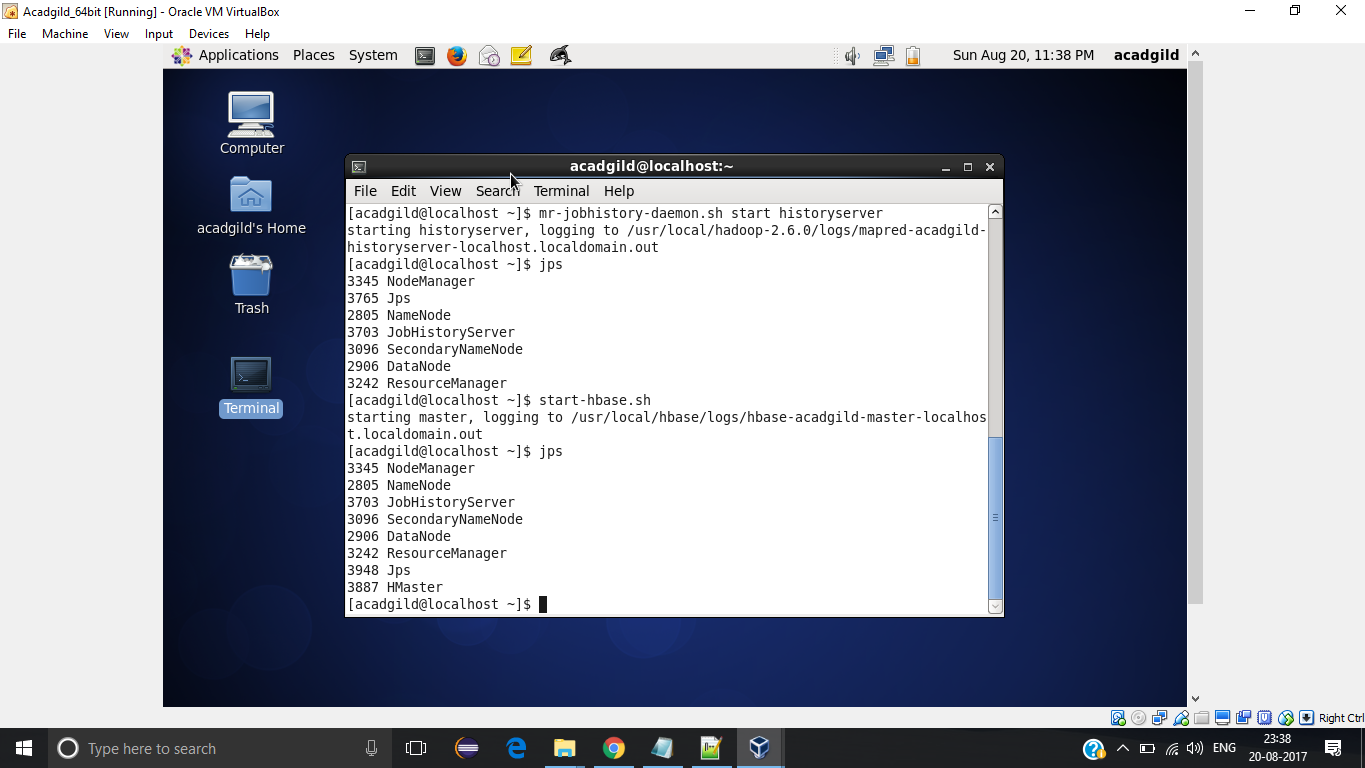 Acadgild_64bit [Running] - Oracle VM VirtualBox
File Machine View Input Devices Help
Applications Places System Sun Aug 20, 11:38 PM acadgild
Computer
acadgild's Home
Trash
Terminal
acadgild@localhost:~
File Edit View Search Terminal Help
[acadgild@localhost ~]$ mr-jobhistory-daemon.sh start historyserver
starting historyserver, logging to /usr/local/hadoop-2.6.0/logs/mapred-acadgild-
historyserver-localhost.localdomain.out
[acadgild@localhost ~]$ jps
3345 NodeManager
3765 Jps
2805 NameNode
3703 JobHistoryServer
3096 SecondaryNameNode
2906 DataNode
3242 ResourceManager
[acadgild@localhost ~]$ start-hbase.sh
starting master, logging to /usr/local/hbase/logs/hbase-acadgild-master-localhos
t.localdomain.out
[acadgild@localhost ~]$ jps
3345 NodeManager
2805 NameNode
3703 JobHistoryServer
3096 SecondaryNameNode
2906 DataNode
3242 ResourceManager
3948 Jps
3887 HMaster
[acadgild@localhost ~]$
Right Ctrl
Type here to search
ENG
23:38
20-08-2017